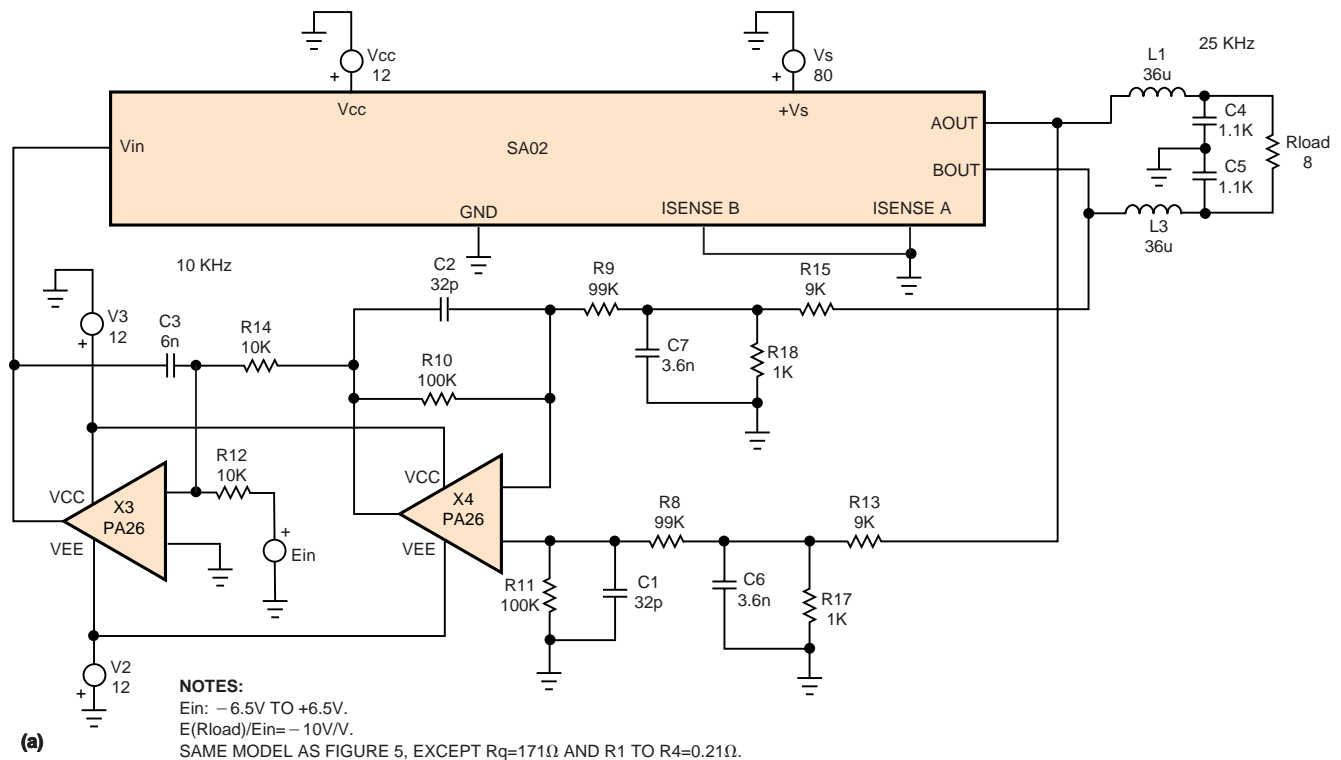 25 KHz
Vcc
12
Vs
80
L1
36u
Vcc
+Vs
AOUT
C4
1.1K
Vin
SA02
Rload
8
BOUT
C5
1.1K
GND
ISENSE B
ISENSE A
L3
36u
10 KHz
C2
32p
R9
99K
R15
9K
V3
12
C3
6n
R14
10K
R10
100K
C7
3.6n
R18
1K
R12
10K
VCC
X3
PA26
VEE
Ein
VCC
X4
PA26
VEE
R8
99K
R13
9K
R11
100K
C1
32p
C6
3.6n
R17
1K
V2
12
+
+
+
+
+
NOTES:
Ein: −6.5V TO +6.5V.
E(Rload)/Ein=−10V/V.
SAME MODEL AS FIGURE 5, EXCEPT Rq=171Ω AND R1 TO R4=0.21Ω.
(a)